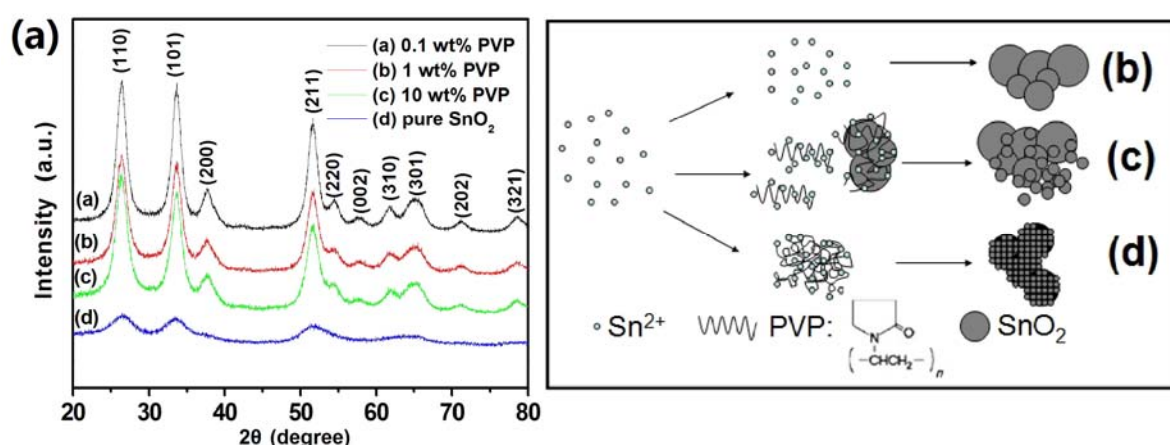 (a)
(a) 0.1 wt% PVP
(b) 1 wt% PVP
(c) 10 wt% PVP
(d) pure SnO₂
(110)
(101)
(200)
(211)
(220)
(002)
(310)
(301)
(202)
(321)
(a)
(b)
(c)
(d)
Intensity (a.u.)
20 30 40 50 60 70 80
2θ (degree)
(b)
(c)
(d)
Sn²⁺ PVP: SnO₂
N O
(—CHCH₂—)n